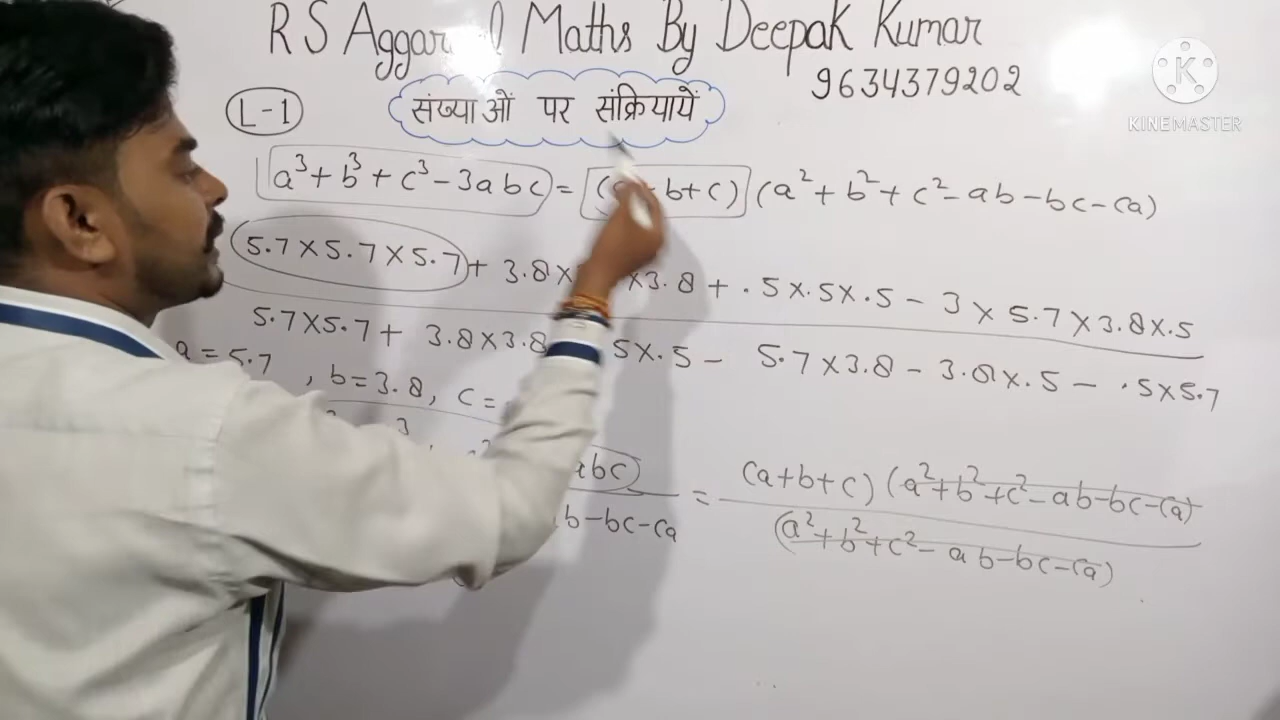 RS Maths By Deepak Kumar
9634379202
KINEMASTER
L-1
संख्याओं पर संक्रियायें
a³+b³+c³-3abc = b+c) (a²+b²+c²-ab-bc-ca)
5.7×5.7×5.7+ 3.8× ×3.8 + .5×.5×.5 - 3 × 5.7×3.8×.5
5.7×5.7+ 3.8×3.8 5×.5 - 5.7×3.8 - 3.8×.5 - .5×5.7
a=5.7, b=3.8, c=
abc) = (a+b+c) (a²+b²+c²-ab-bc-ca)
b-bc-ca (a²+b²+c²-ab-bc-ca)